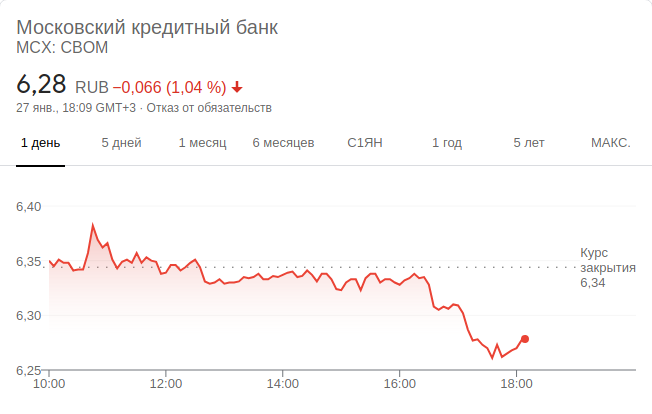 Московский кредитный банк
MCX: CBOM
6,28 RUB −0,066 (1,04 %)
27 янв., 18:09 GMT+3 · Отказ от обязательств
1 день 5 дней 1 месяц 6 месяцев С1ЯН 1 год 5 лет МАКС.
6,40
6,35
6,30
6,25
Курс
закрытия
6,34
10:00 12:00 14:00 16:00 18:00